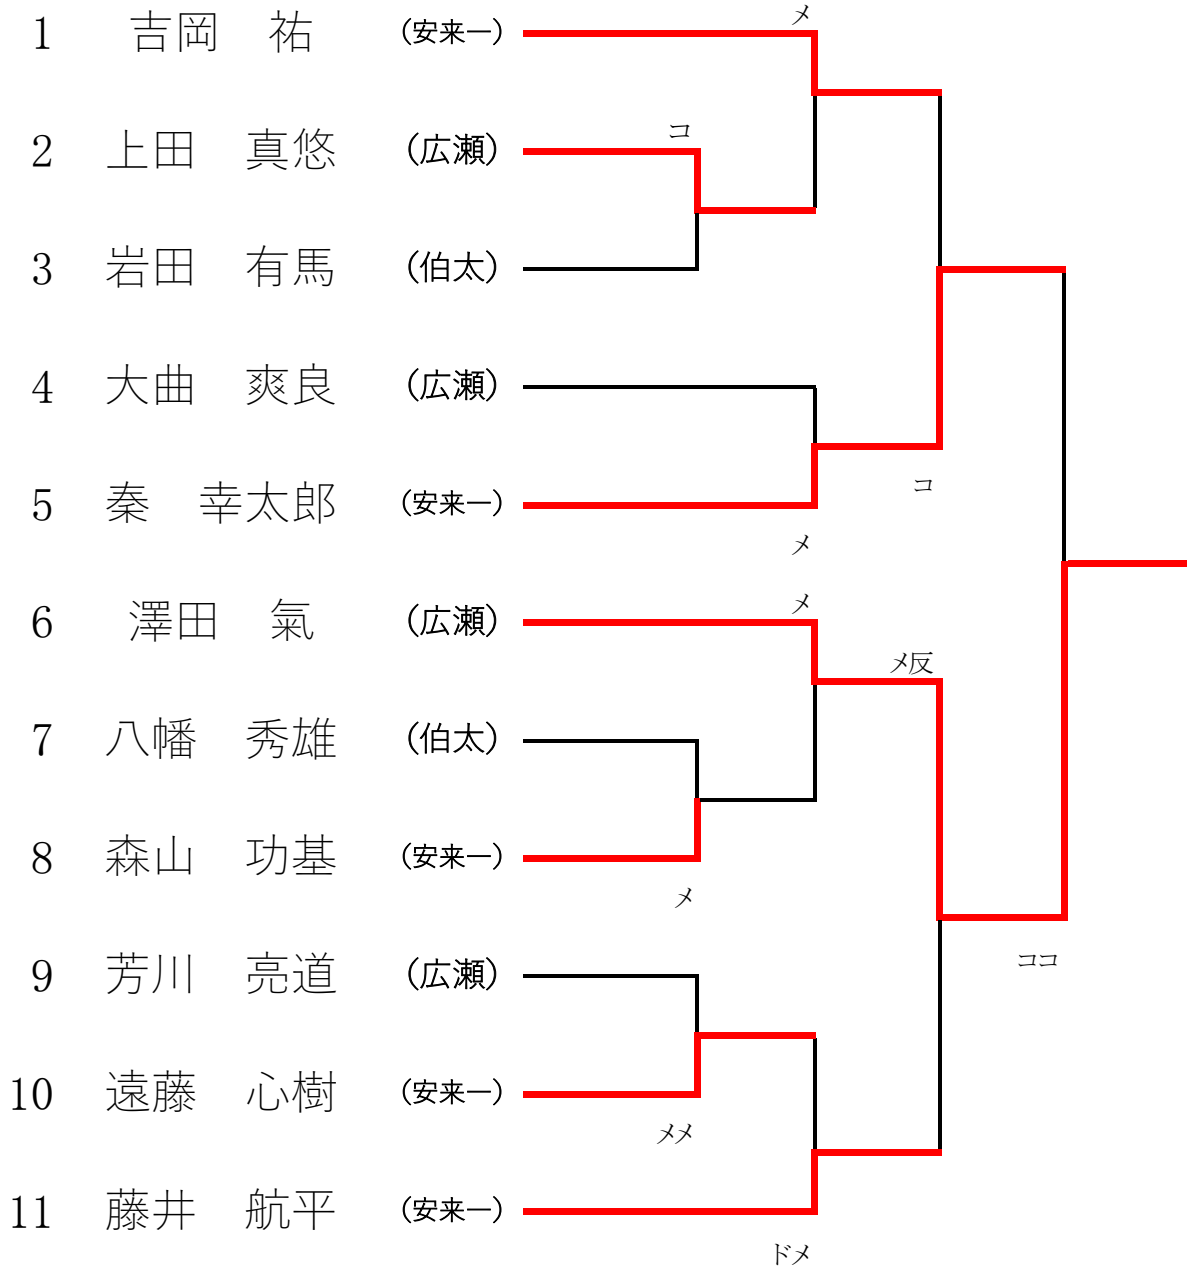 メ
1 吉岡　祐 (安来一)
コ
2 上田　真悠 (広瀬)
3 岩田　有馬 (伯太)
4 大曲　爽良 (広瀬)
コ
5 秦　幸太郎 (安来一)
メ
メ
6 澤田　氣 (広瀬)
メ反
7 八幡　秀雄 (伯太)
8 森山　功基 (安来一)
メ
9 芳川　亮道 (広瀬)
ココ
10 遠藤　心樹 (安来一)
メメ
11 藤井　航平 (安来一)
ドメ